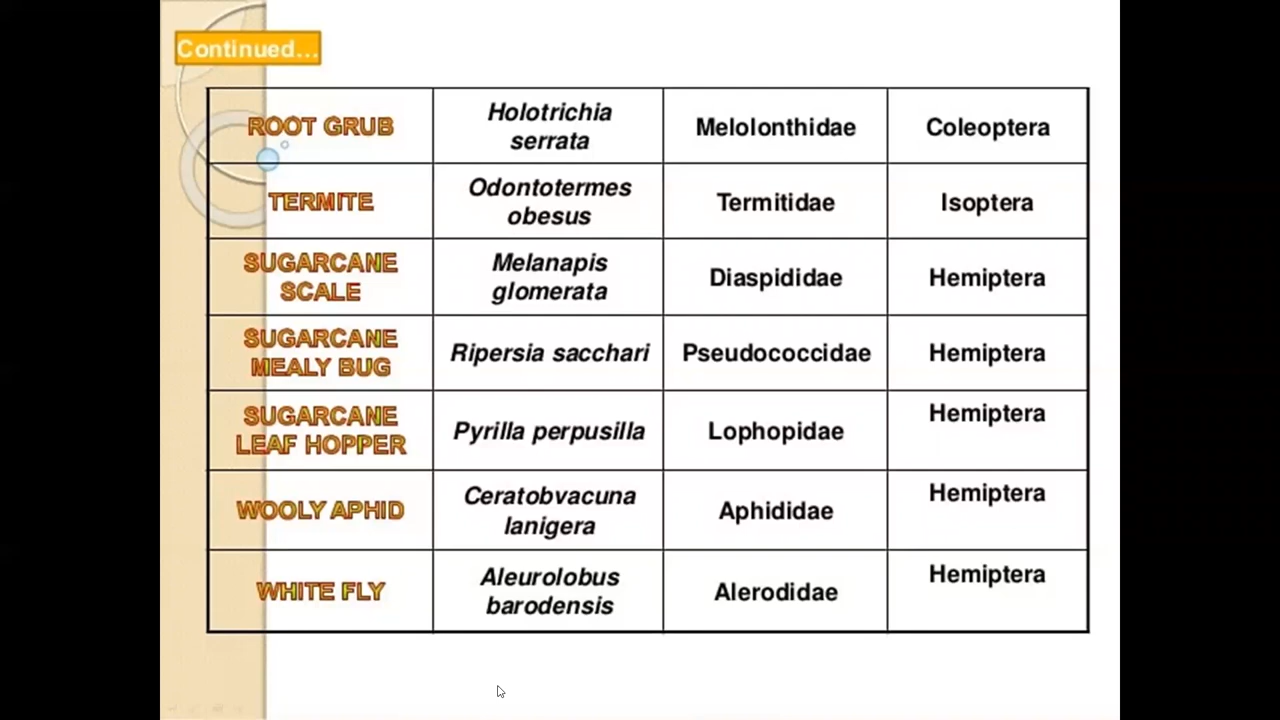 Continued...
ROOT GRUB
Holotrichia
serrata
Melolonthidae
Coleoptera
TERMITE
Odontotermes
obesus
Termitidae
Isoptera
SUGARCANE
SCALE
Melanapis
glomerata
Diaspididae
Hemiptera
SUGARCANE
MEALY BUG
Ripersia sacchari
Pseudococcidae
Hemiptera
SUGARCANE
LEAF HOPPER
Pyrilla perpusilla
Lophopidae
Hemiptera
WOOLY APHID
Ceratobvacuna
lanigera
Aphididae
Hemiptera
WHITE FLY
Aleurolobus
barodensis
Alerodidae
Hemiptera